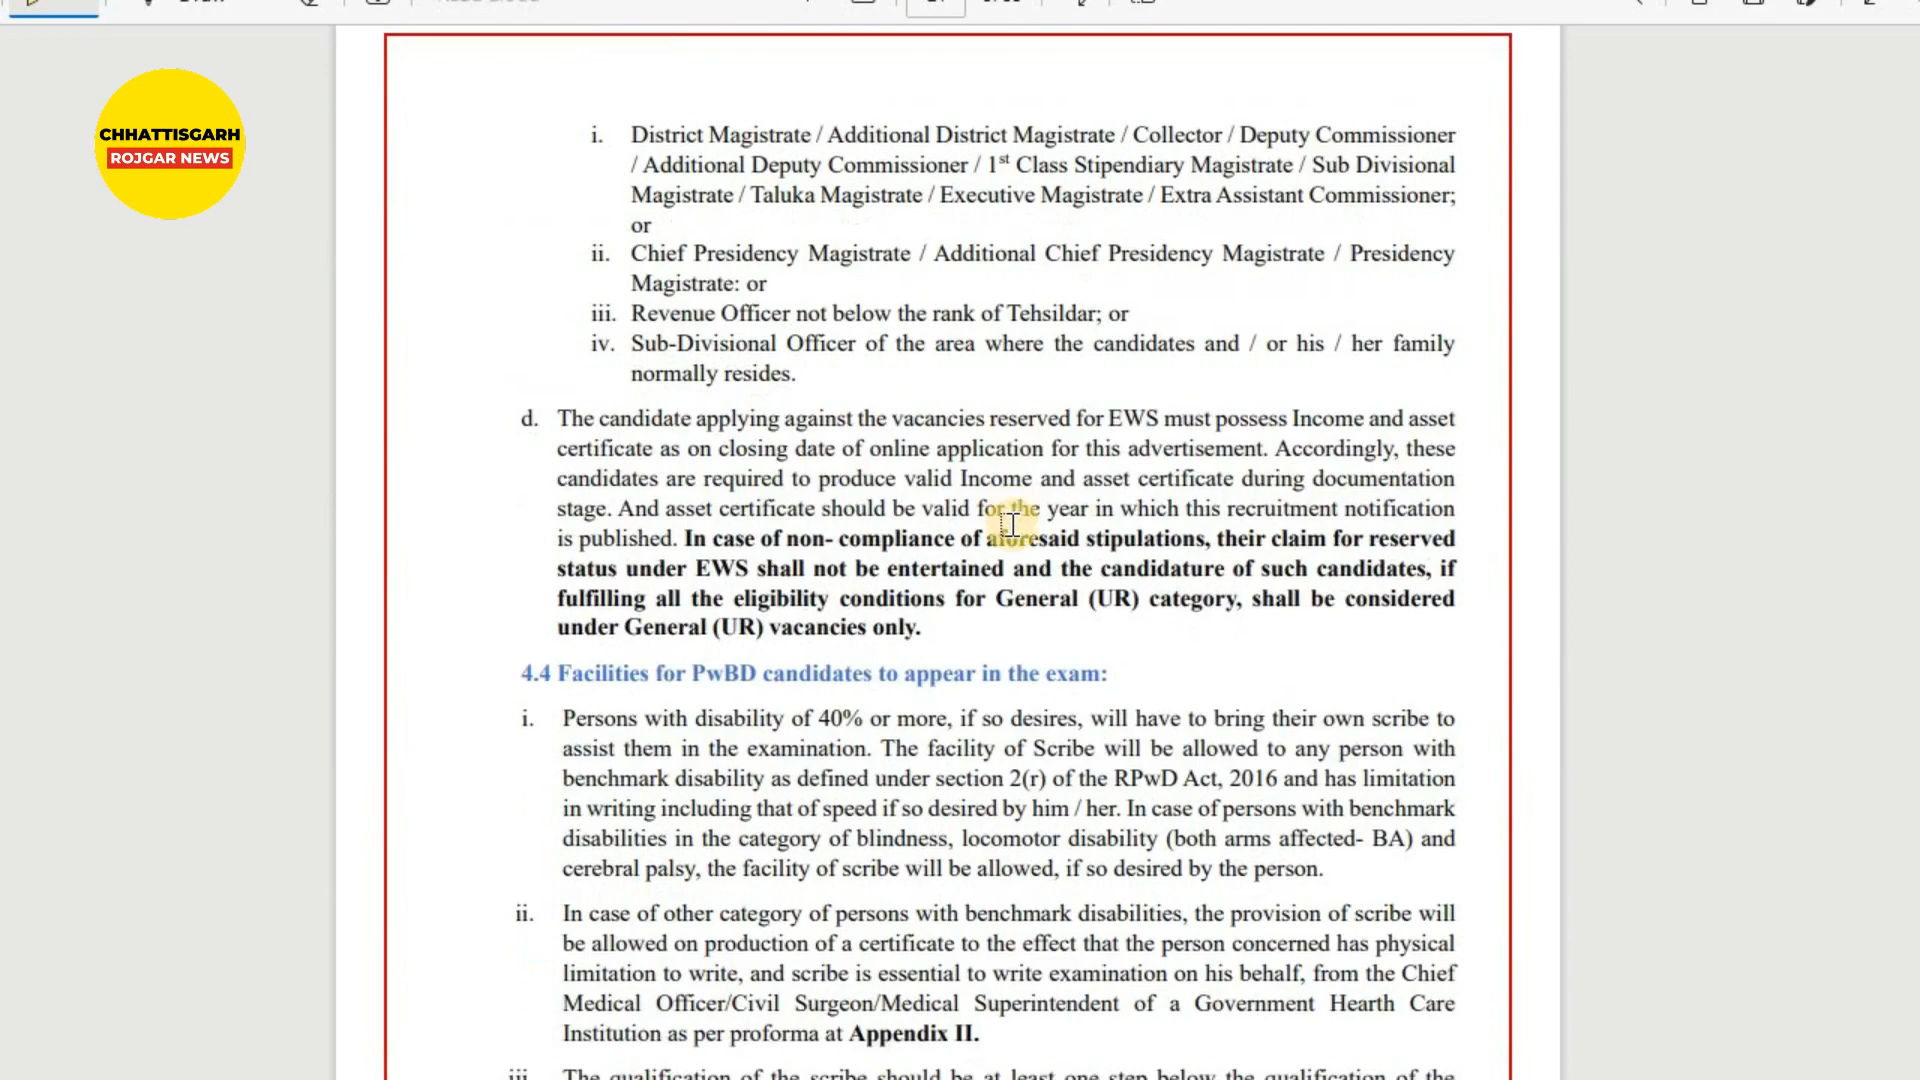 CHHATTISGARH
ROJGAR NEWS
i. District Magistrate / Additional District Magistrate / Collector / Deputy Commissioner
/ Additional Deputy Commissioner / 1st Class Stipendiary Magistrate / Sub Divisional
Magistrate / Taluka Magistrate / Executive Magistrate / Extra Assistant Commissioner;
or
ii. Chief Presidency Magistrate / Additional Chief Presidency Magistrate / Presidency
Magistrate: or
iii. Revenue Officer not below the rank of Tehsildar; or
iv. Sub-Divisional Officer of the area where the candidates and / or his / her family
normally resides.
d. The candidate applying against the vacancies reserved for EWS must possess Income and asset
certificate as on closing date of online application for this advertisement. Accordingly, these
candidates are required to produce valid Income and asset certificate during documentation
stage. And asset certificate should be valid for the year in which this recruitment notification
is published. In case of non- compliance of aforesaid stipulations, their claim for reserved
status under EWS shall not be entertained and the candidature of such candidates, if
fulfilling all the eligibility conditions for General (UR) category, shall be considered
under General (UR) vacancies only.
4.4 Facilities for PwBD candidates to appear in the exam:
i. Persons with disability of 40% or more, if so desires, will have to bring their own scribe to
assist them in the examination. The facility of Scribe will be allowed to any person with
benchmark disability as defined under section 2(r) of the RPwD Act, 2016 and has limitation
in writing including that of speed if so desired by him / her. In case of persons with benchmark
disabilities in the category of blindness, locomotor disability (both arms affected- BA) and
cerebral palsy, the facility of scribe will be allowed, if so desired by the person.
ii. In case of other category of persons with benchmark disabilities, the provision of scribe will
be allowed on production of a certificate to the effect that the person concerned has physical
limitation to write, and scribe is essential to write examination on his behalf, from the Chief
Medical Officer/Civil Surgeon/Medical Superintendent of a Government Hearth Care
Institution as per proforma at Appendix II.
iii. The qualification of the scribe should be at least one step below the qualification of the